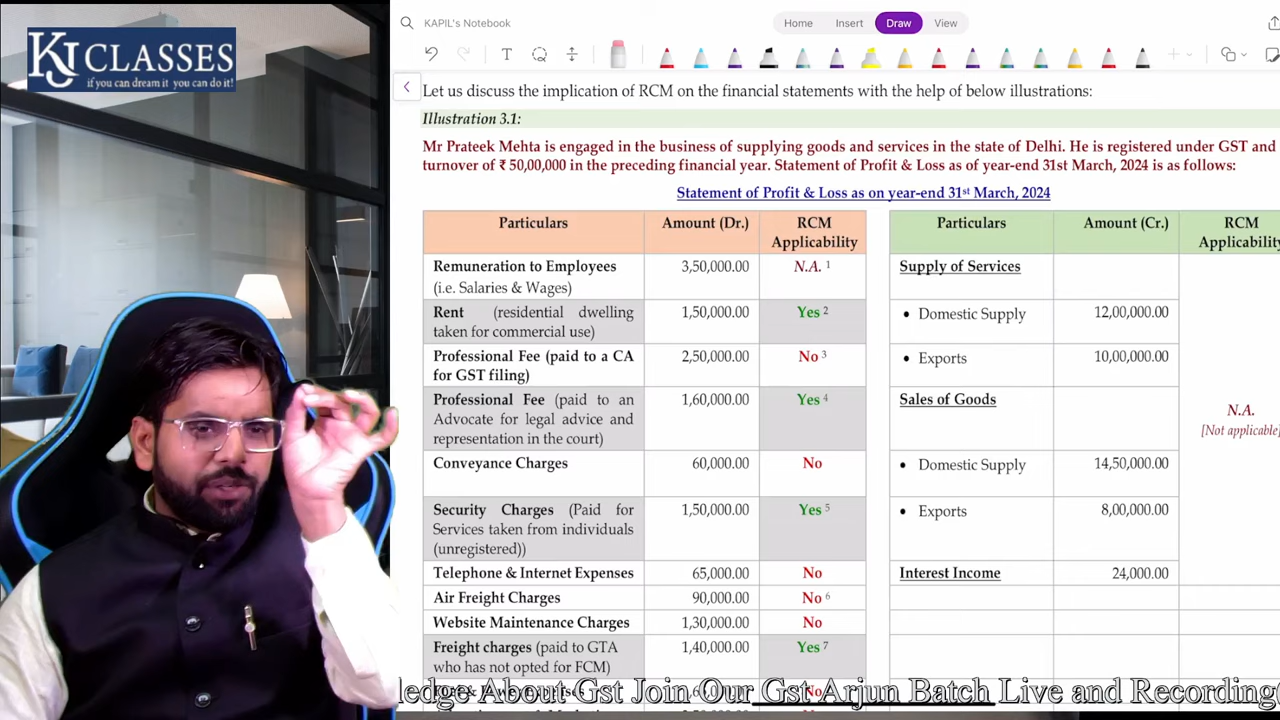 KJ CLASSES
if you can dream it you can do it!
KAPIL's Notebook
Home Insert Draw View
Let us discuss the implication of RCM on the financial statements with the help of below illustrations:
Illustration 3.1:
Mr Prateek Mehta is engaged in the business of supplying goods and services in the state of Delhi. He is registered under GST and
turnover of ₹ 50,00,000 in the preceding financial year. Statement of Profit & Loss as of year-end 31st March, 2024 is as follows:
Statement of Profit & Loss as on year-end 31st March, 2024
Particulars Amount (Dr.) RCM Applicability
Remuneration to Employees 3,50,000.00 N.A. 1
(i.e. Salaries & Wages)
Rent (residential dwelling 1,50,000.00 Yes 2
taken for commercial use)
Professional Fee (paid to a CA 2,50,000.00 No 3
for GST filing)
Professional Fee (paid to an 1,60,000.00 Yes 4
Advocate for legal advice and
representation in the court)
Conveyance Charges 60,000.00 No
Security Charges (Paid for 1,50,000.00 Yes 5
Services taken from individuals
(unregistered))
Telephone & Internet Expenses 65,000.00 No
Air Freight Charges 90,000.00 No 6
Website Maintenance Charges 1,30,000.00 No
Freight charges (paid to GTA 1,40,000.00 Yes 7
who has not opted for FCM)
Particulars Amount (Cr.) RCM Applicability
Supply of Services
• Domestic Supply 12,00,000.00
• Exports 10,00,000.00
Sales of Goods
N.A.
[Not applicable]
• Domestic Supply 14,50,000.00
• Exports 8,00,000.00
Interest Income 24,000.00
ledge About Gst Join Our Gst Arjun Batch Live and Recording